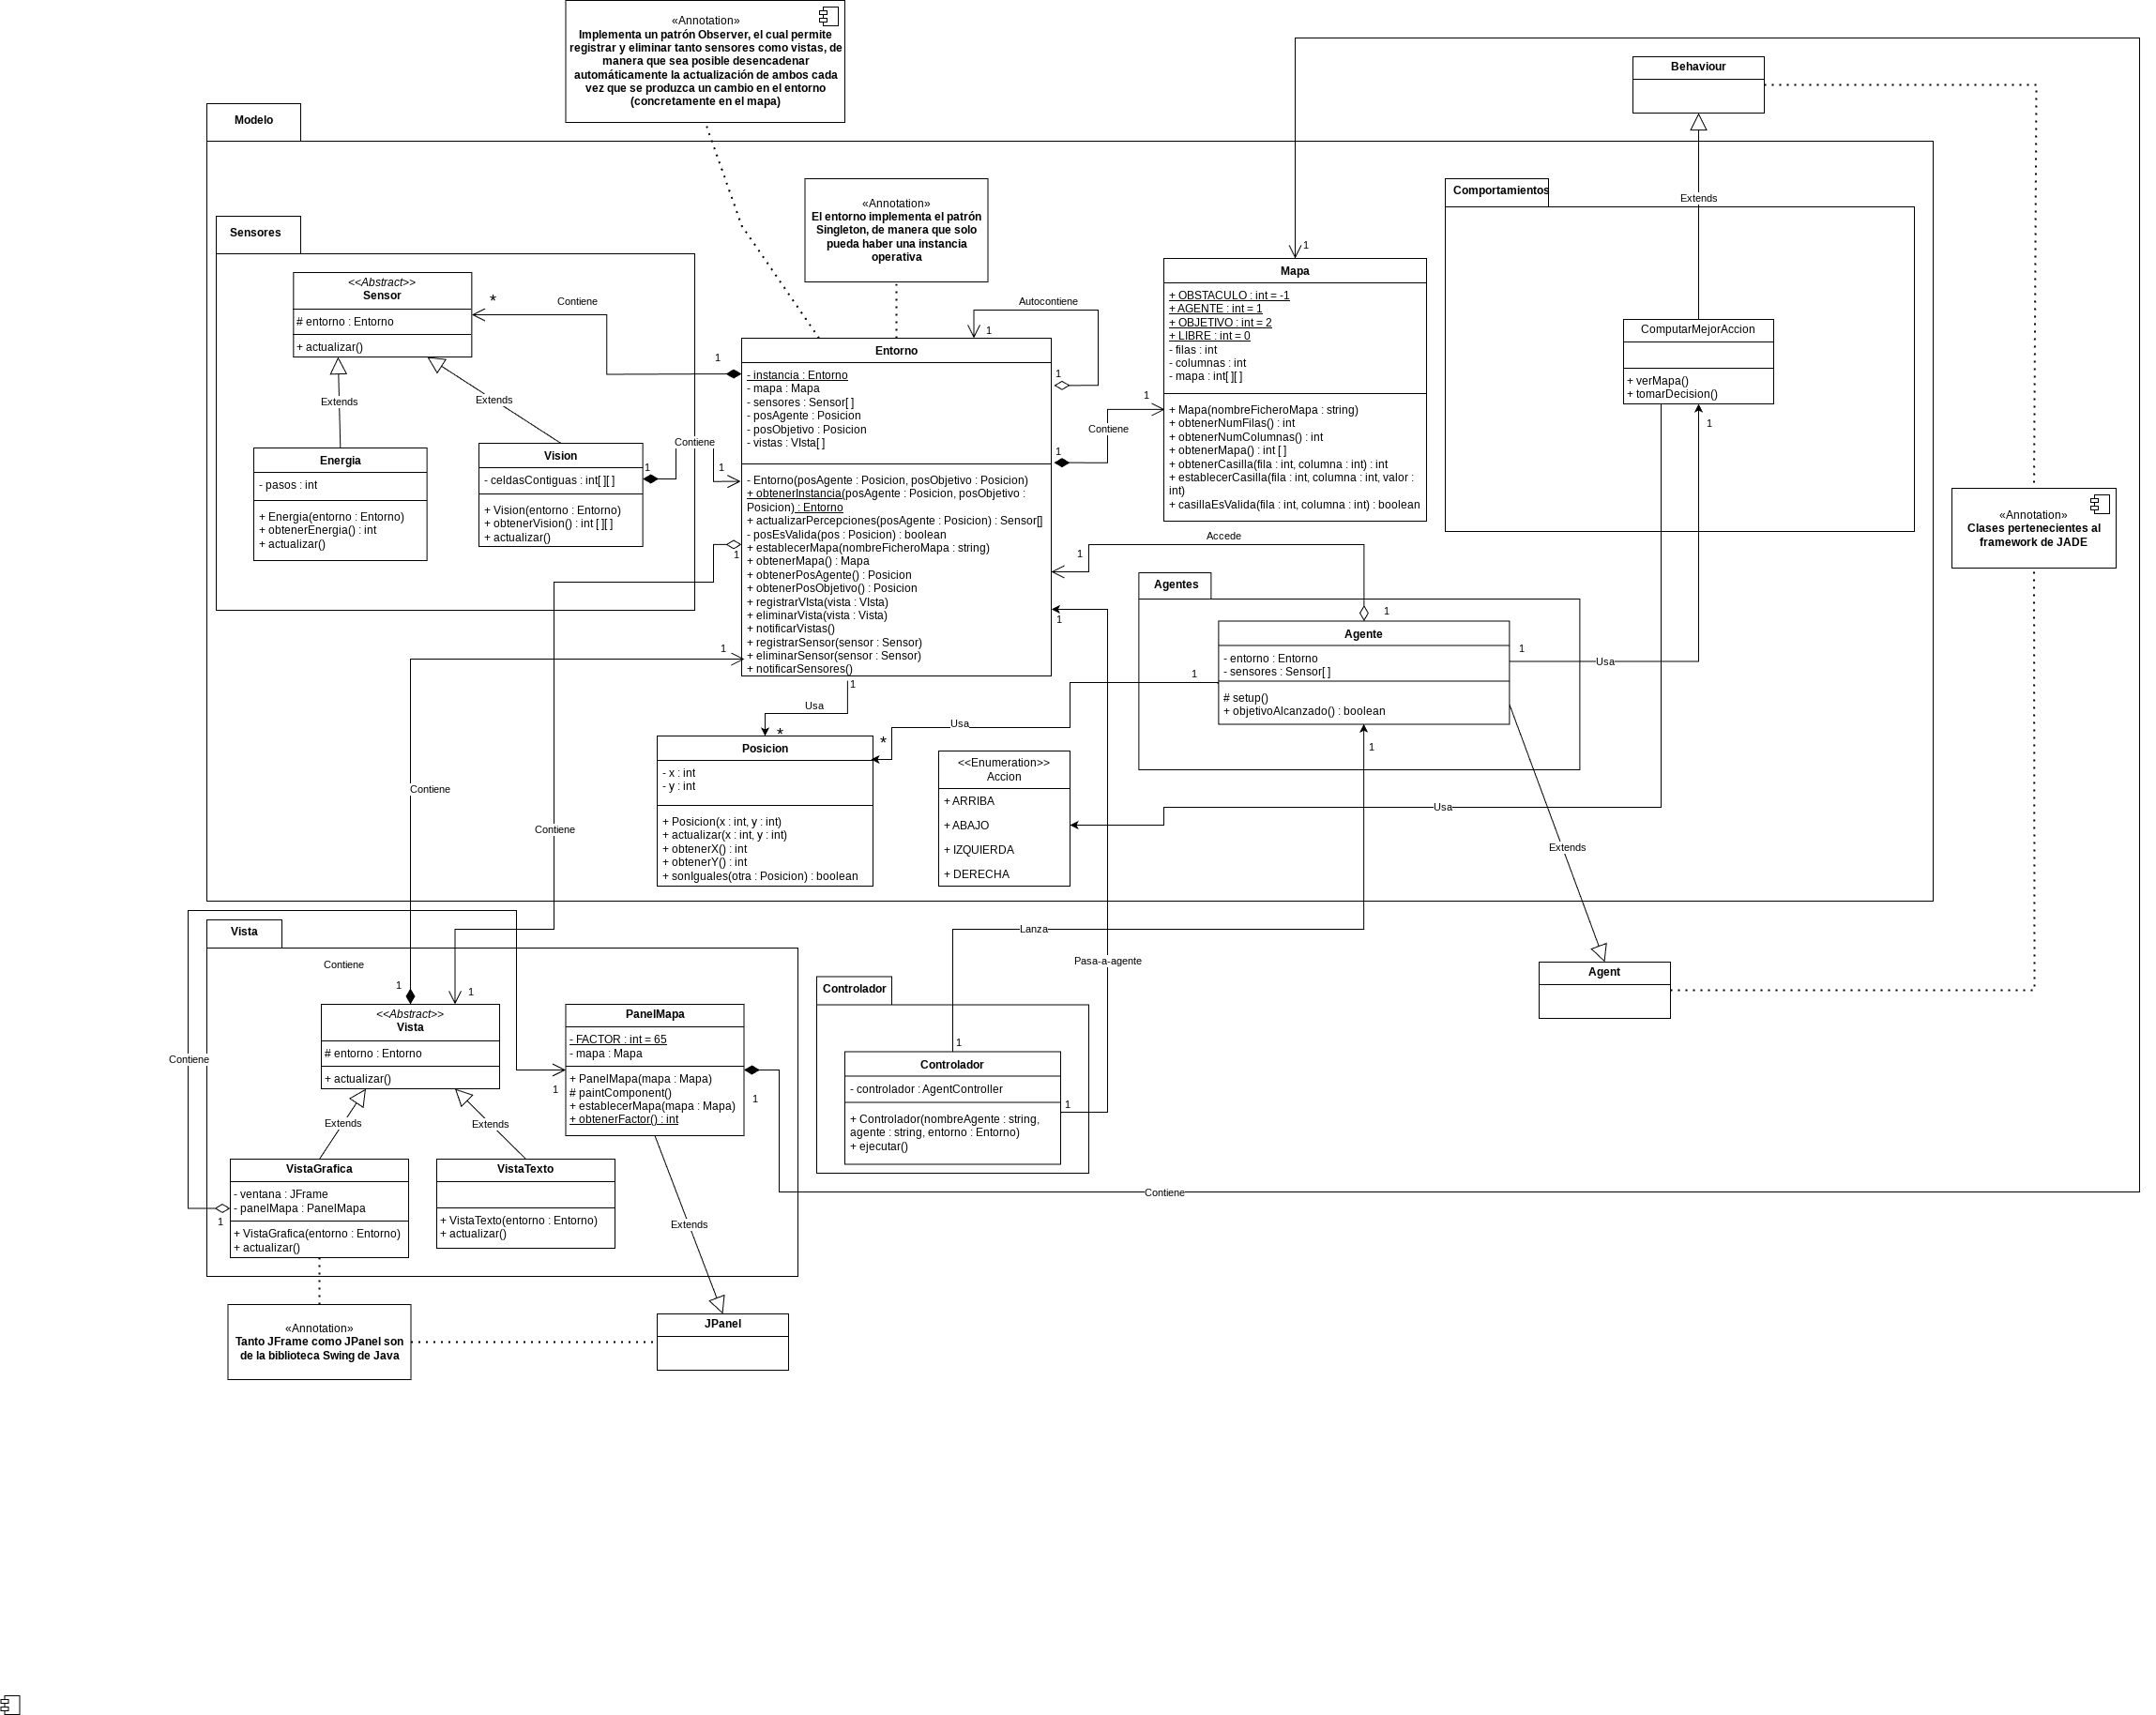 «Annotation»
Implementa un patrón Observer, el cual permite
registrar y eliminar tanto sensores como vistas, de
manera que sea posible desencadenar
automáticamente la actualización de ambos cada
vez que se produzca un cambio en el entorno
(concretamente en el mapa)
Behaviour
Modelo
«Annotation»
El entorno implementa el patrón
Singleton, de manera que solo
pueda haber una instancia
operativa
Comportamientos
Extends
Sensores
1
<<Abstract>>
Sensor
# entorno : Entorno
+ actualizar()
*
Contiene
1
Autocontiene
1
1
Mapa
+ OBSTACULO : int = -1
+ AGENTE : int = 1
+ OBJETIVO : int = 2
+ LIBRE : int = 0
- filas : int
- columnas : int
- mapa : int[ ][ ]
+ Mapa(nombreFicheroMapa : string)
+ obtenerNumFilas() : int
+ obtenerNumColumnas() : int
+ obtenerMapa() : int [ ]
+ obtenerCasilla(fila : int, columna : int) : int
+ establecerCasilla(fila : int, columna : int, valor :
int)
+ casillaEsValida(fila : int, columna : int) : boolean
ComputarMejorAccion
+ verMapa()
+ tomarDecision()
1
Entorno
- instancia : Entorno
- mapa : Mapa
- sensores : Sensor[ ]
- posAgente : Posicion
- posObjetivo : Posicion
- vistas : VIsta[ ]
- Entorno(posAgente : Posicion, posObjetivo : Posicion)
+ obtenerInstancia(posAgente : Posicion, posObjetivo :
Posicion) : Entorno
+ actualizarPercepciones(posAgente : Posicion) : Sensor[]
- posEsValida(pos : Posicion) : boolean
+ establecerMapa(nombreFicheroMapa : string)
+ obtenerMapa() : Mapa
+ obtenerPosAgente() : Posicion
+ obtenerPosObjetivo() : Posicion
+ registrarVIsta(vista : VIsta)
+ eliminarVista(vista : Vista)
+ notificarVistas()
+ registrarSensor(sensor : Sensor)
+ eliminarSensor(sensor : Sensor)
+ notificarSensores()
1
Contiene
1
Extends
Extends
Energia
- pasos : int
+ Energia(entorno : Entorno)
+ obtenerEnergia() : int
+ actualizar()
Vision
- celdasContiguas : int[ ][ ]
+ Vision(entorno : Entorno)
+ obtenerVision() : int [ ][ ]
+ actualizar()
1
Contiene
1
1
«Annotation»
Clases pertenecientes al
framework de JADE
Accede
1
1
1
Agentes
Agente
- entorno : Entorno
- sensores : Sensor[ ]
# setup()
+ objetivoAlcanzado() : boolean
1
Usa
1
1
1
Usa
*
Usa
*
1
Posicion
- x : int
- y : int
+ Posicion(x : int, y : int)
+ actualizar(x : int, y : int)
+ obtenerX() : int
+ obtenerY() : int
+ sonIguales(otra : Posicion) : boolean
<<Enumeration>>
Accion
+ ARRIBA
+ ABAJO
+ IZQUIERDA
+ DERECHA
Usa
Extends
Contiene
Contiene
Vista
Contiene
1
1
<<Abstract>>
Vista
# entorno : Entorno
+ actualizar()
Contiene
PanelMapa
- FACTOR : int = 65
- mapa : Mapa
+ PanelMapa(mapa : Mapa)
# paintComponent()
+ establecerMapa(mapa : Mapa)
+ obtenerFactor() : int
1
1
Lanza
Pasa-a-agente
Controlador
1
Controlador
- controlador : AgentController
+ Controlador(nombreAgente : string,
agente : string, entorno : Entorno)
+ ejecutar()
1
Agent
Extends
Extends
VistaGrafica
- ventana : JFrame
- panelMapa : PanelMapa
+ VistaGrafica(entorno : Entorno)
+ actualizar()
1
VistaTexto
+ VistaTexto(entorno : Entorno)
+ actualizar()
Contiene
Extends
«Annotation»
Tanto JFrame como JPanel son
de la biblioteca Swing de Java
JPanel